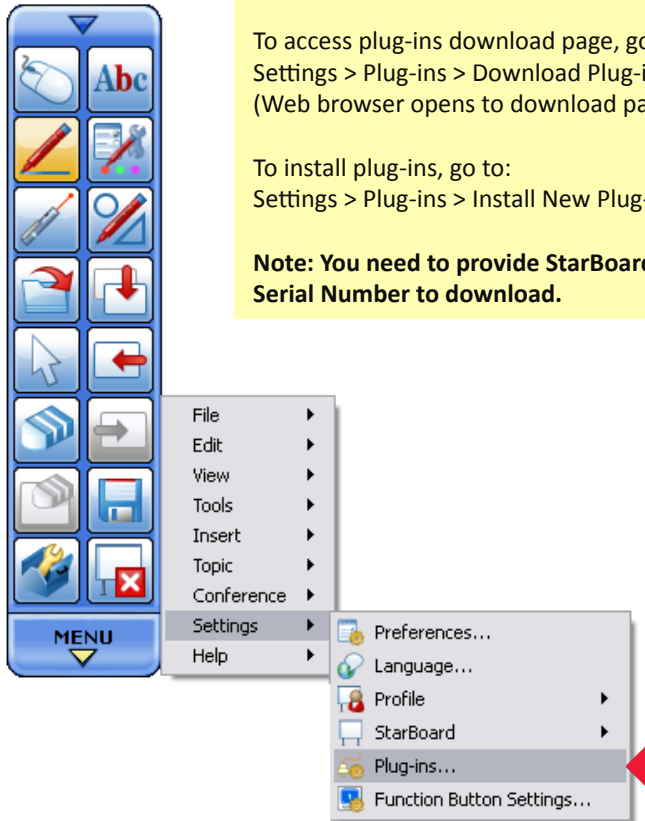 To access plug-ins download page, go
Settings > Plug-ins > Download Plug-i
(Web browser opens to download pa
To install plug-ins, go to:
Settings > Plug-ins > Install New Plug-
Note: You need to provide StarBoard
Serial Number to download.
Abc
File
Edit
View
Tools
Insert
Topic
Conference
Settings
Help
MENU
Preferences...
Language...
Profile
StarBoard
Plug-ins...
Function Button Settings...